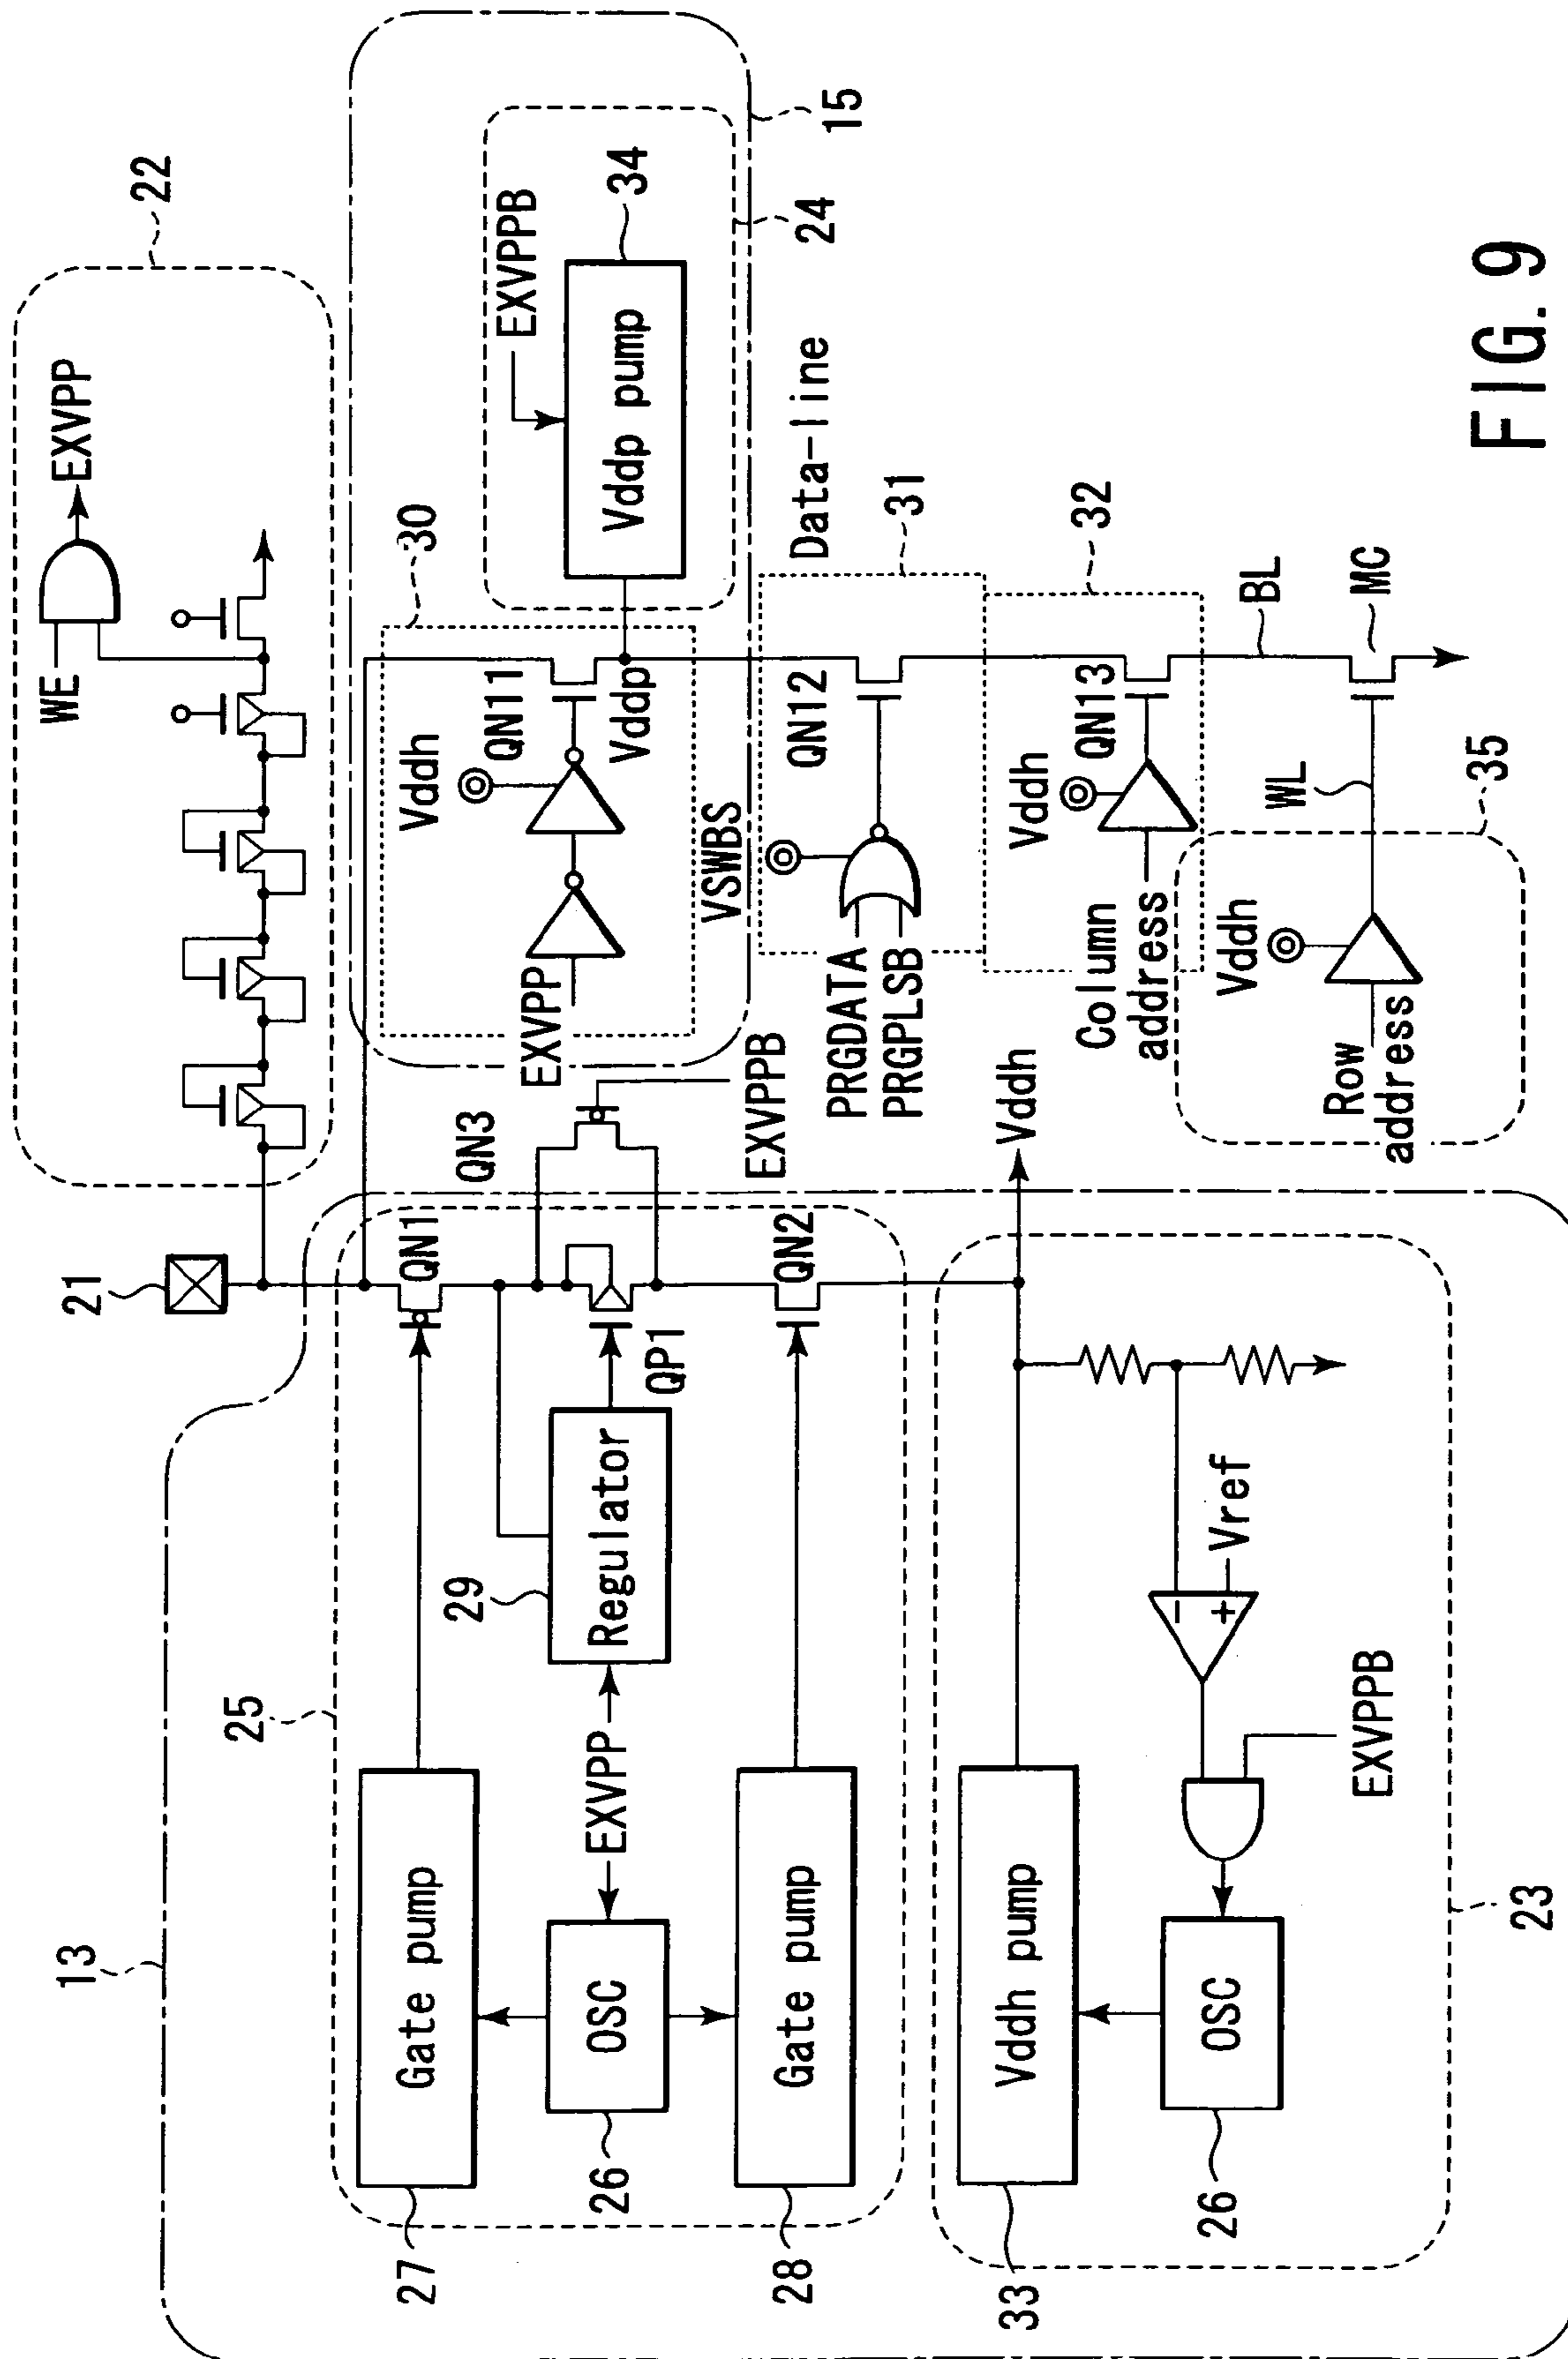 13
25
27
Gate pump
26
OSC
EXVPP
29
Regulator
28
Gate pump
QN1
QP1
QN2
21
QN3
EXVPPB
22
WE
EXVPP
30
Vddh
QN11
EXVPP
Vddp
EXVPPB
Vddp pump
34
24
15
VSWBS
Data-line
31
QN12
PRGDATA
PRGPLSB
32
Vddh
QN13
Column
address
BL
Vddh
WL
MC
Row
address
35
Vddh
33
Vddh pump
26
OSC
−
+
Vref
EXVPPB
23
FIG. 9